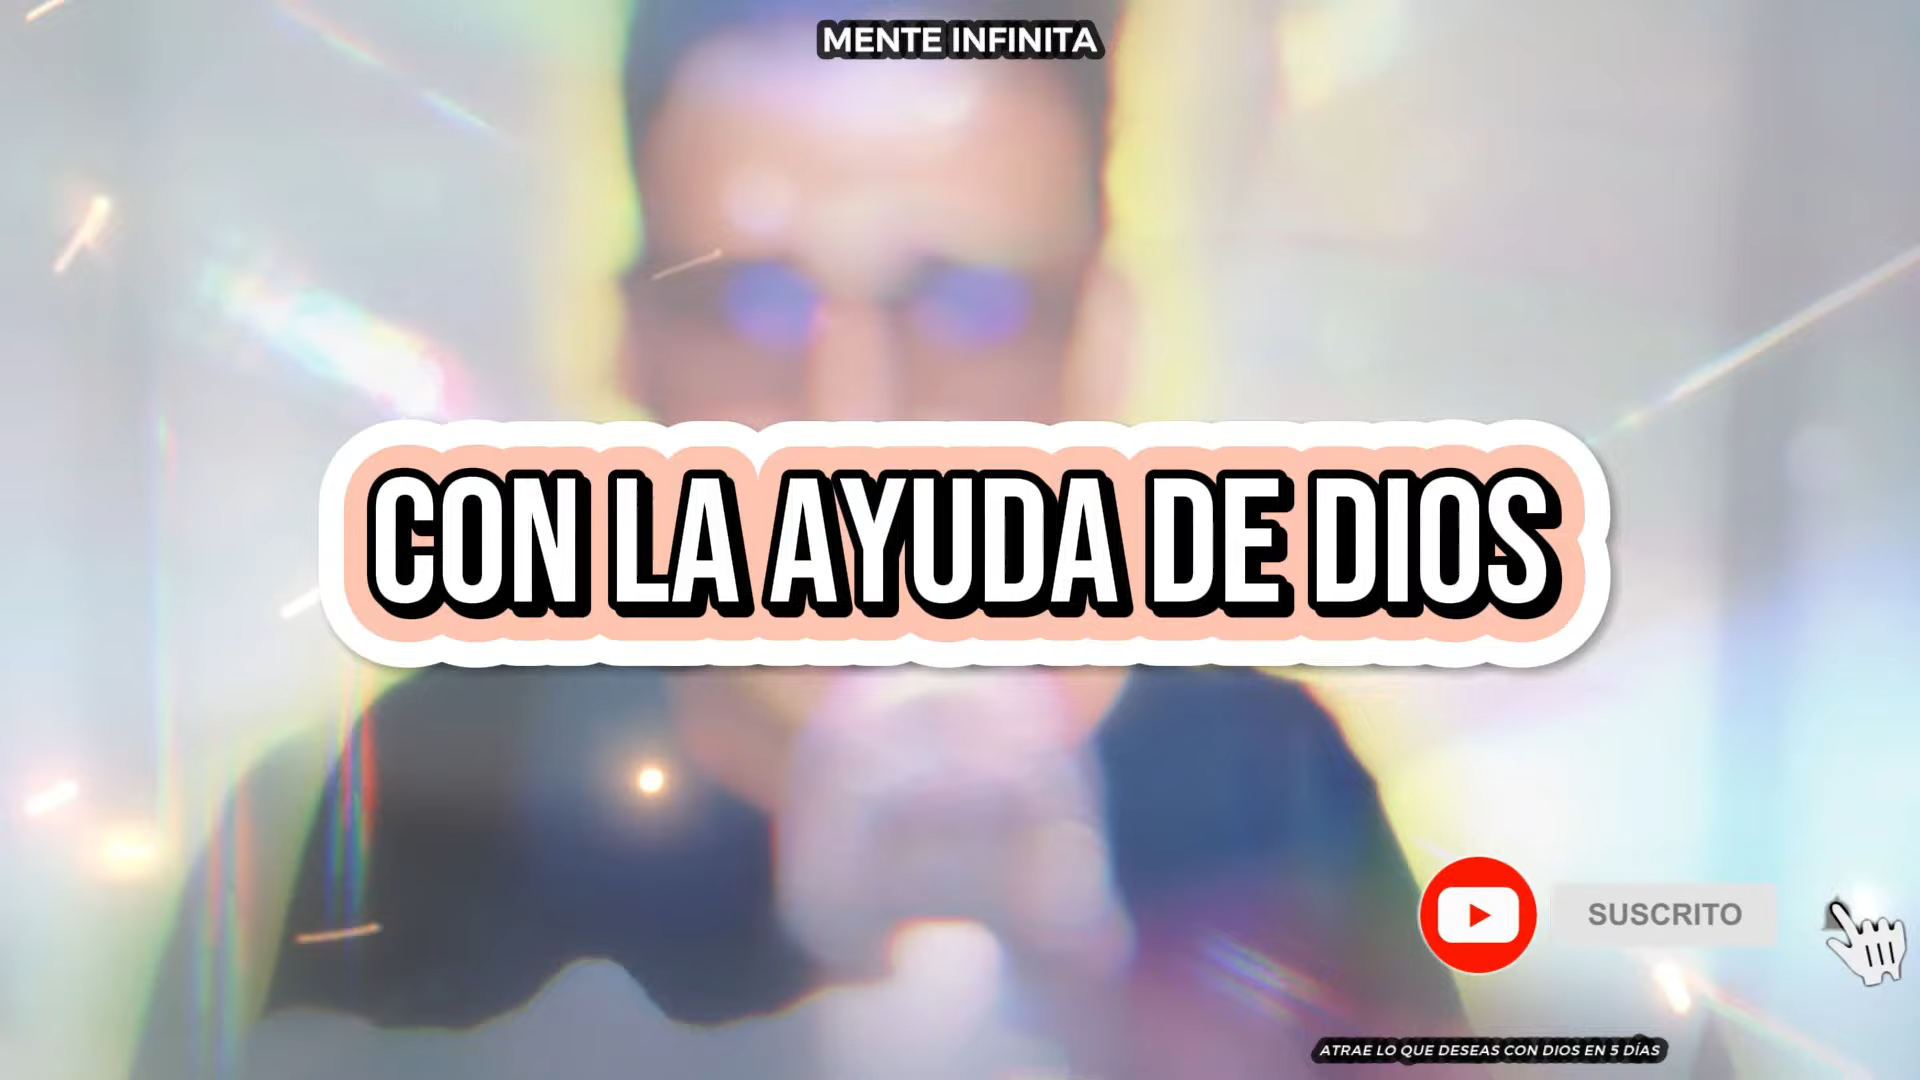 MENTE INFINITA
CON LA AYUDA DE DIOS
SUSCRITO
ATRAE LO QUE DESEAS CON DIOS EN 5 DÍAS